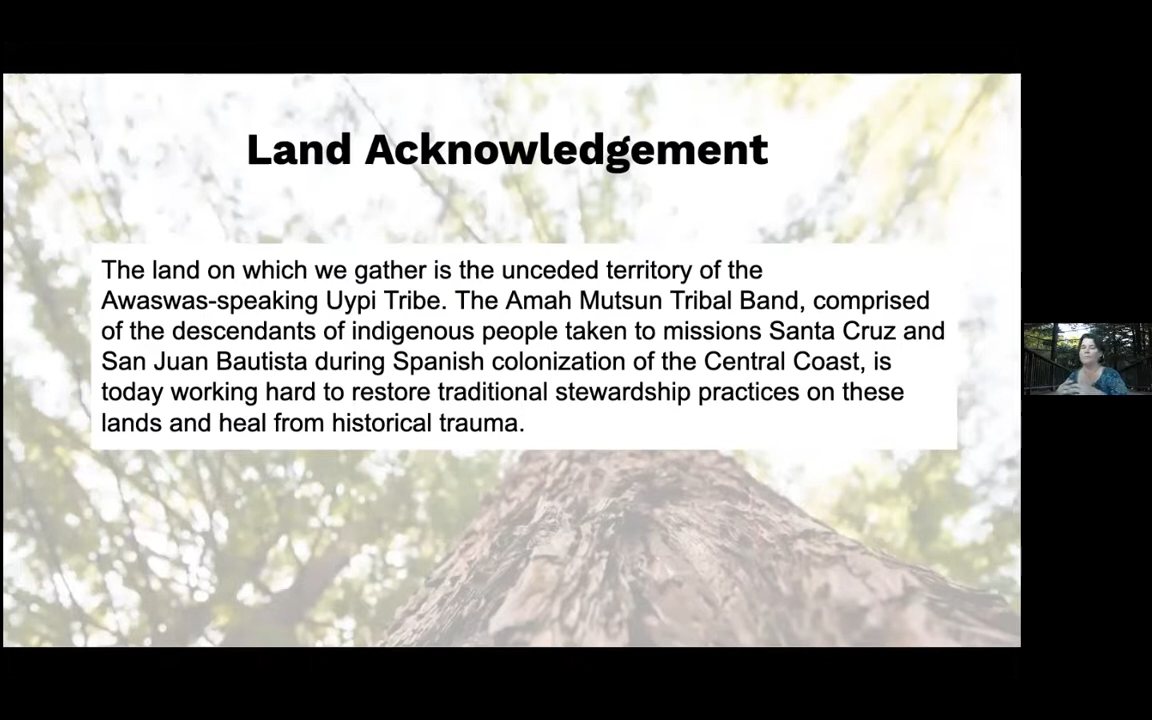 Land Acknowledgement
The land on which we gather is the unceded territory of the
Awaswas-speaking Uypi Tribe. The Amah Mutsun Tribal Band, comprised
of the descendants of indigenous people taken to missions Santa Cruz and
San Juan Bautista during Spanish colonization of the Central Coast, is
today working hard to restore traditional stewardship practices on these
lands and heal from historical trauma.